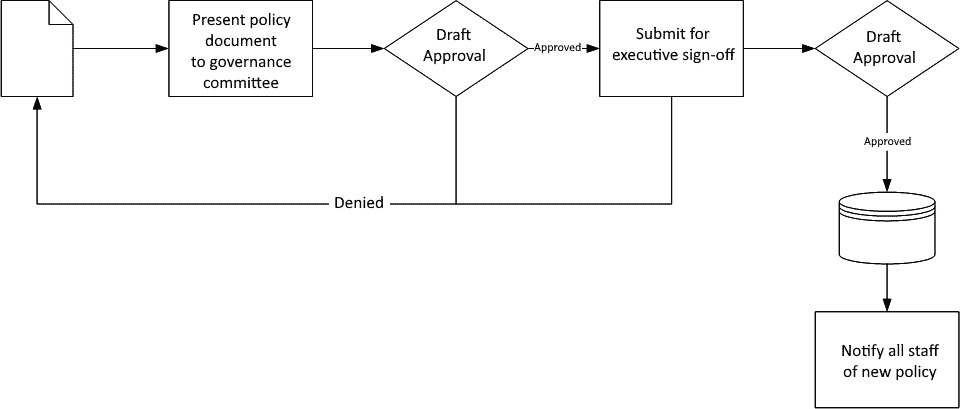 Present policy
document
to governance
committee
Draft
Approval
Approved
Submit for
executive sign-off
Draft
Approval
Approved
Denied
Notify all staff
of new policy